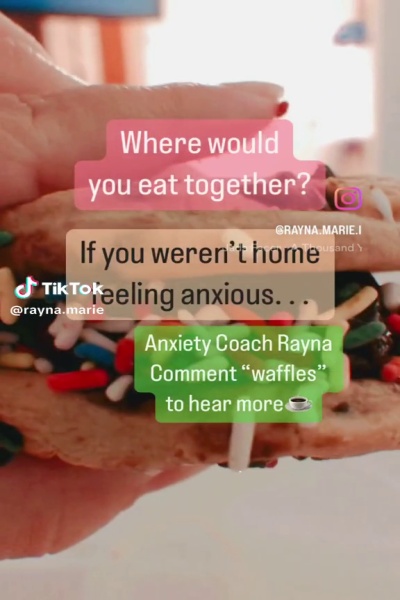 Where would
you eat together?
@RAYNA.MARIE.I
A Thousand Y
If you weren't home
feeling anxious. . .
TikTok
@rayna.marie
Anxiety Coach Rayna
Comment “waffles”
to hear more☕